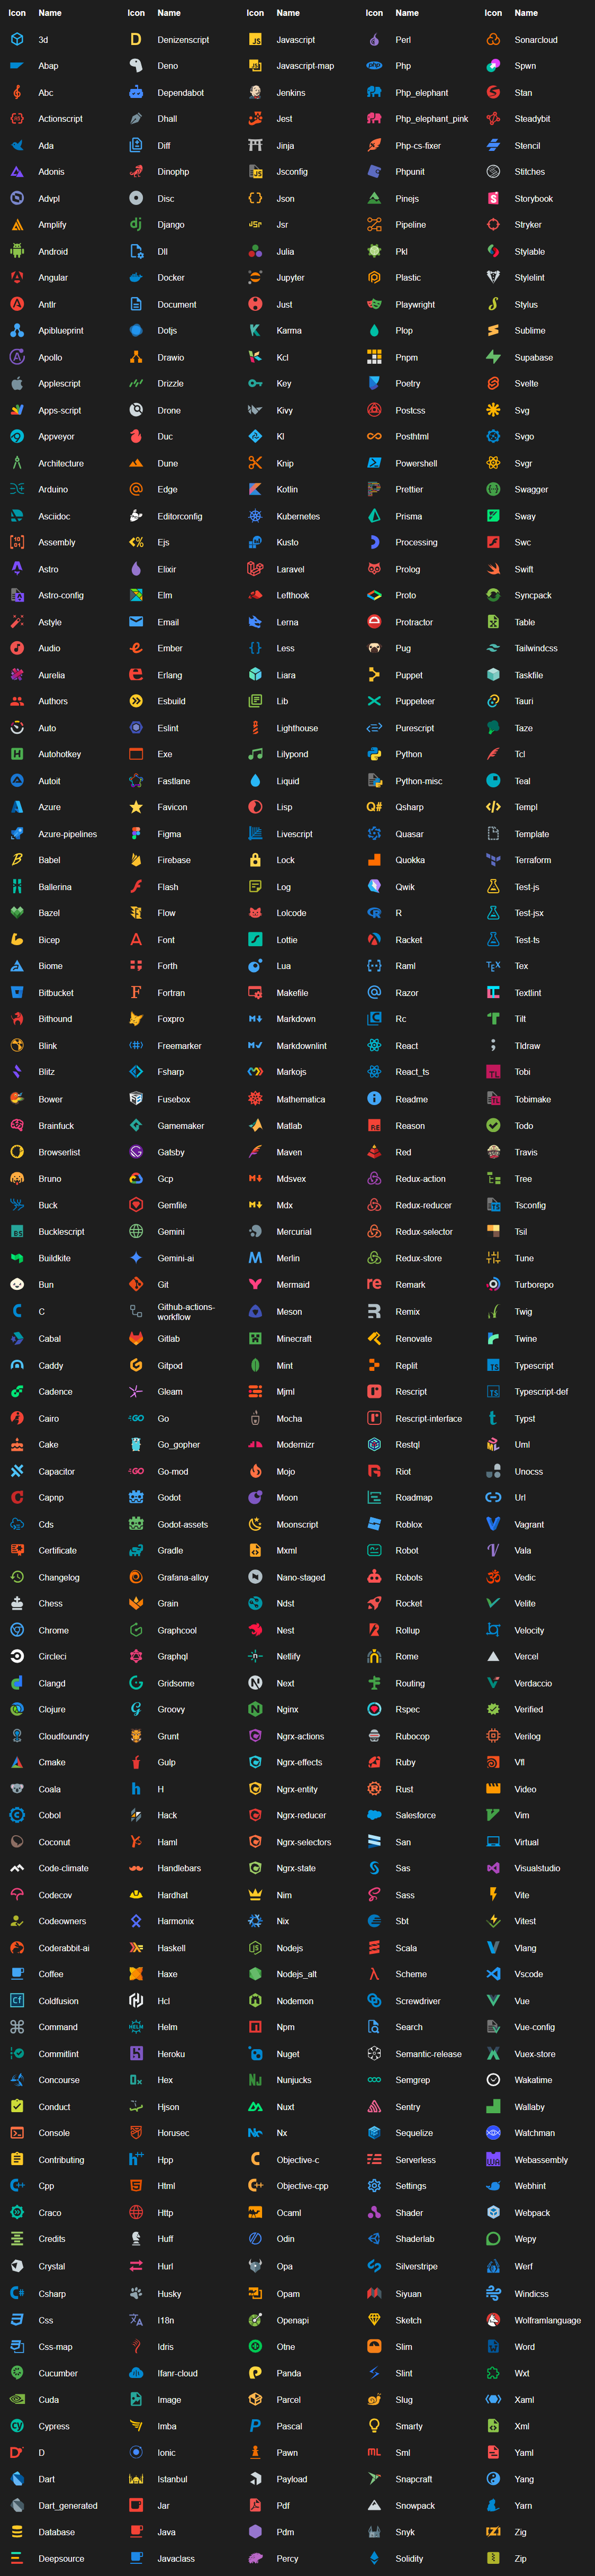 Icon Name Icon Name Icon Name Icon Name Icon Name
3d Denizenscript Javascript Perl Sonarcloud
Abap Deno Javascript-map Php Spwn
Abc Dependabot Jenkins Php_elephant Stan
Actionscript Dhall Jest Php_elephant_pink Steadybit
Ada Diff Jinja Php-cs-fixer Stencil
Adonis Dinophp Jsconfig Phpunit Stitches
Advpl Disc Json Pinejs Storybook
Amplify Django Jsr Pipeline Stryker
Android Dll Julia Pkl Stylable
Angular Docker Jupyter Plastic Stylelint
Antlr Document Just Playwright Stylus
Apiblueprint Dotjs Karma Plop Sublime
Apollo Drawio Kcl Pnpm Supabase
Applescript Drizzle Key Poetry Svelte
Apps-script Drone Kivy Postcss Svg
Appveyor Duc Kl Posthtml Svgo
Architecture Dune Knip Powershell Svgr
Arduino Edge Kotlin Prettier Swagger
Asciidoc Editorconfig Kubernetes Prisma Sway
Assembly Ejs Kusto Processing Swc
Astro Elixir Laravel Prolog Swift
Astro-config Elm Lefthook Proto Syncpack
Astyle Email Lerna Protractor Table
Audio Ember Less Pug Tailwindcss
Aurelia Erlang Liara Puppet Taskfile
Authors Esbuild Lib Puppeteer Tauri
Auto Eslint Lighthouse Purescript Taze
Autohotkey Exe Lilypond Python Tcl
Autoit Fastlane Liquid Python-misc Teal
Azure Favicon Lisp Qsharp Templ
Azure-pipelines Figma Livescript Quasar Template
Babel Firebase Lock Quokka Terraform
Ballerina Flash Log Qwik Test-js
Bazel Flow Lolcode R Test-jsx
Bicep Font Lottie Racket Test-ts
Biome Forth Lua Raml Tex
Bitbucket Fortran Makefile Razor Textlint
Bithound Foxpro Markdown Rc Tilt
Blink Freemarker Markdownlint React Tldraw
Blitz Fsharp Markojs React_ts Tobi
Bower Fusebox Mathematica Readme Tobimake
Brainfuck Gamemaker Matlab Reason Todo
Browserlist Gatsby Maven Red Travis
Bruno Gcp Mdsvex Redux-action Tree
Buck Gemfile Mdx Redux-reducer Tsconfig
Bucklescript Gemini Mercurial Redux-selector Tsil
Buildkite Gemini-ai Merlin Redux-store Tune
Bun Git Mermaid Remark Turborepo
C Github-actions-workflow Meson Remix Twig
Cabal Gitlab Minecraft Renovate Twine
Caddy Gitpod Mint Replit Typescript
Cadence Gleam Mjml Rescript Typescript-def
Cairo Go Mocha Rescript-interface Typst
Cake Go_gopher Modernizr Restql Uml
Capacitor Go-mod Mojo Riot Unocss
Capnp Godot Moon Roadmap Url
Cds Godot-assets Moonscript Roblox Vagrant
Certificate Gradle Mxml Robot Vala
Changelog Grafana-alloy Nano-staged Robots Vedic
Chess Grain Ndst Rocket Velite
Chrome Graphcool Nest Rollup Velocity
Circleci Graphql Netlify Rome Vercel
Clangd Gridsome Next Routing Verdaccio
Clojure Groovy Nginx Rspec Verified
Cloudfoundry Grunt Ngrx-actions Rubocop Verilog
Cmake Gulp Ngrx-effects Ruby Vfl
Coala H Ngrx-entity Rust Video
Cobol Hack Ngrx-reducer Salesforce Vim
Coconut Haml Ngrx-selectors San Virtual
Code-climate Handlebars Ngrx-state Sas Visualstudio
Codecov Hardhat Nim Sass Vite
Codeowners Harmonix Nix Sbt Vitest
Coderabbit-ai Haskell Nodejs Scala Vlang
Coffee Haxe Nodejs_alt Scheme Vscode
Coldfusion Hcl Nodemon Screwdriver Vue
Command Helm Npm Search Vue-config
Commitlint Heroku Nuget Semantic-release Vuex-store
Concourse Hex Nunjucks Semgrep Wakatime
Conduct Hjson Nuxt Sentry Wallaby
Console Horusec Nx Sequelize Watchman
Contributing Hpp Objective-c Serverless Webassembly
Cpp Html Objective-cpp Settings Webhint
Craco Http Ocaml Shader Webpack
Credits Huff Odin Shaderlab Wepy
Crystal Hurl Opa Silverstripe Werf
Csharp Husky Opam Siyuan Windicss
Css I18n Openapi Sketch Wolframlanguage
Css-map Idris Otne Slim Word
Cucumber Ifanr-cloud Panda Slint Wxt
Cuda Image Parcel Slug Xaml
Cypress Imba Pascal Smarty Xml
D Ionic Pawn Sml Yaml
Dart Istanbul Payload Snapcraft Yang
Dart_generated Jar Pdf Snowpack Yarn
Database Java Pdm Snyk Zig
Deepsource Javaclass Percy Solidity Zip